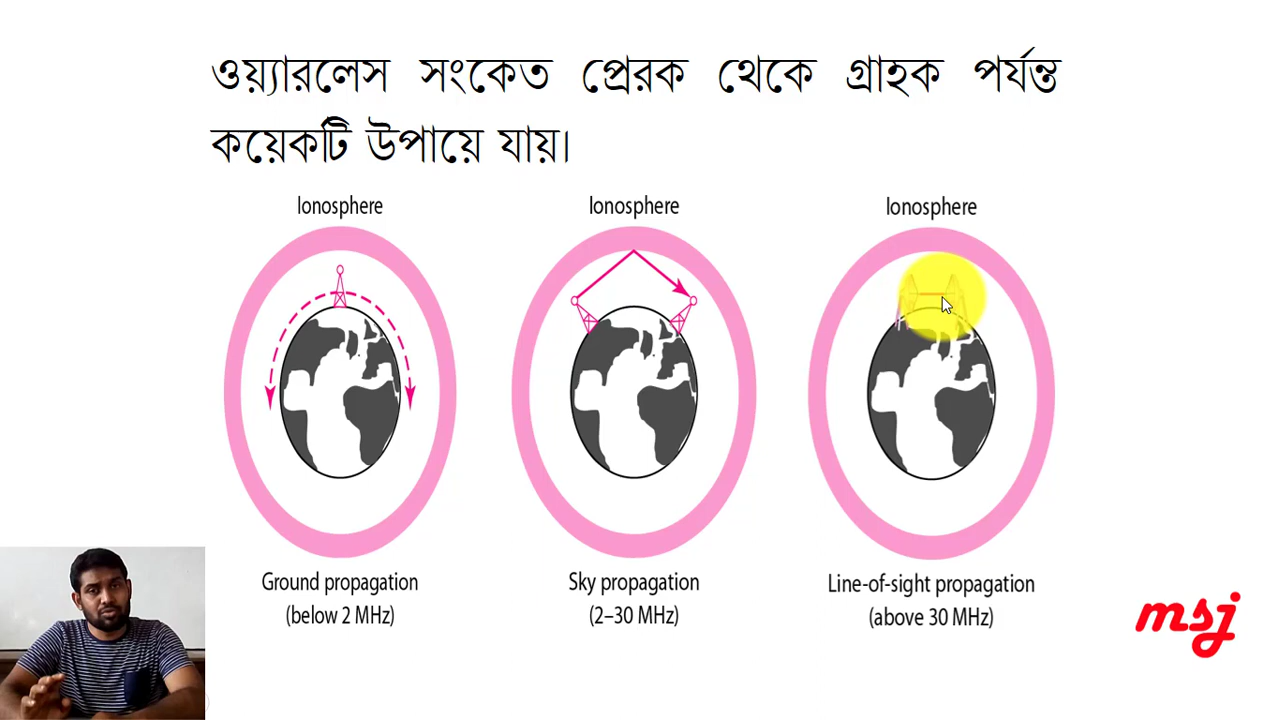 ওয়্যারলেস সংকেত প্রেরক থেকে গ্রাহক পর্যন্ত
কয়েকটি উপায়ে যায়।
Ionosphere
Ionosphere
Ionosphere
Ground propagation
(below 2 MHz)
Sky propagation
(2–30 MHz)
Line-of-sight propagation
(above 30 MHz)
msj